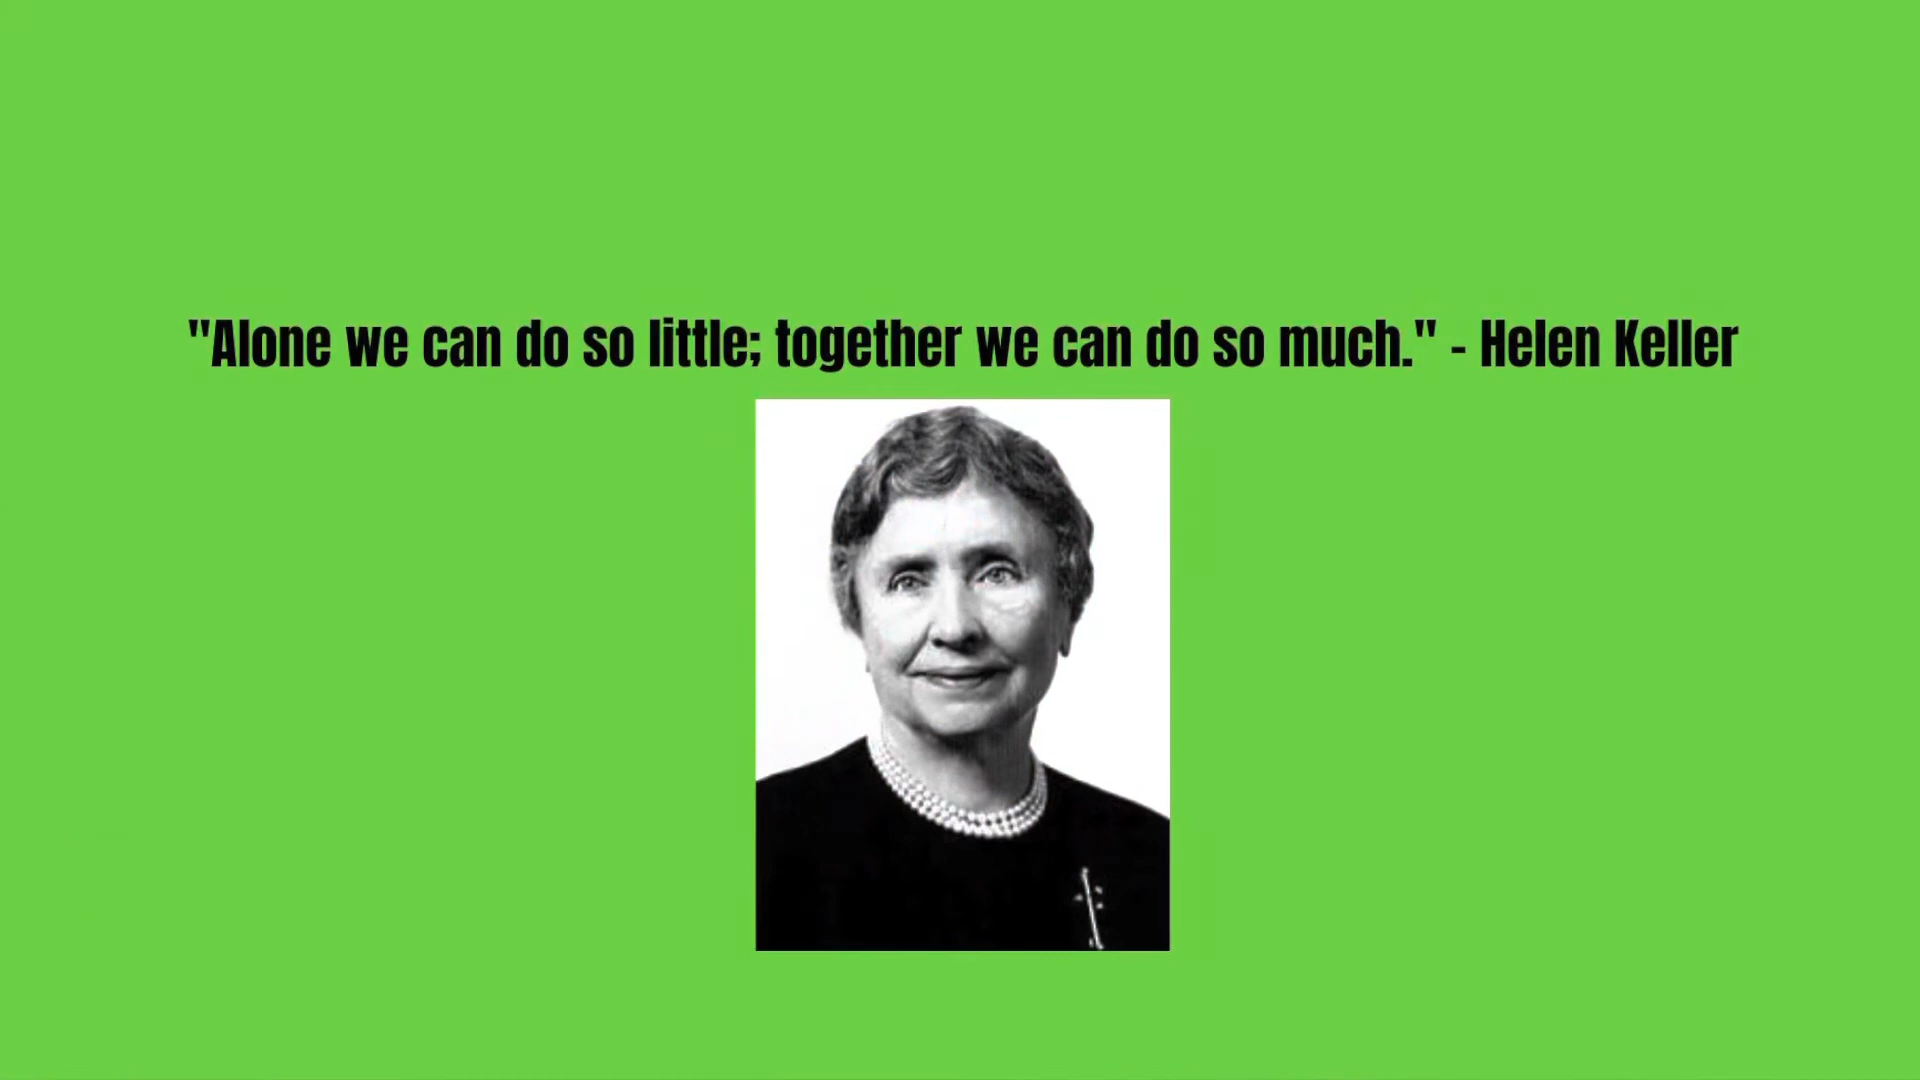 "Alone we can do so little; together we can do so much." - Helen Keller